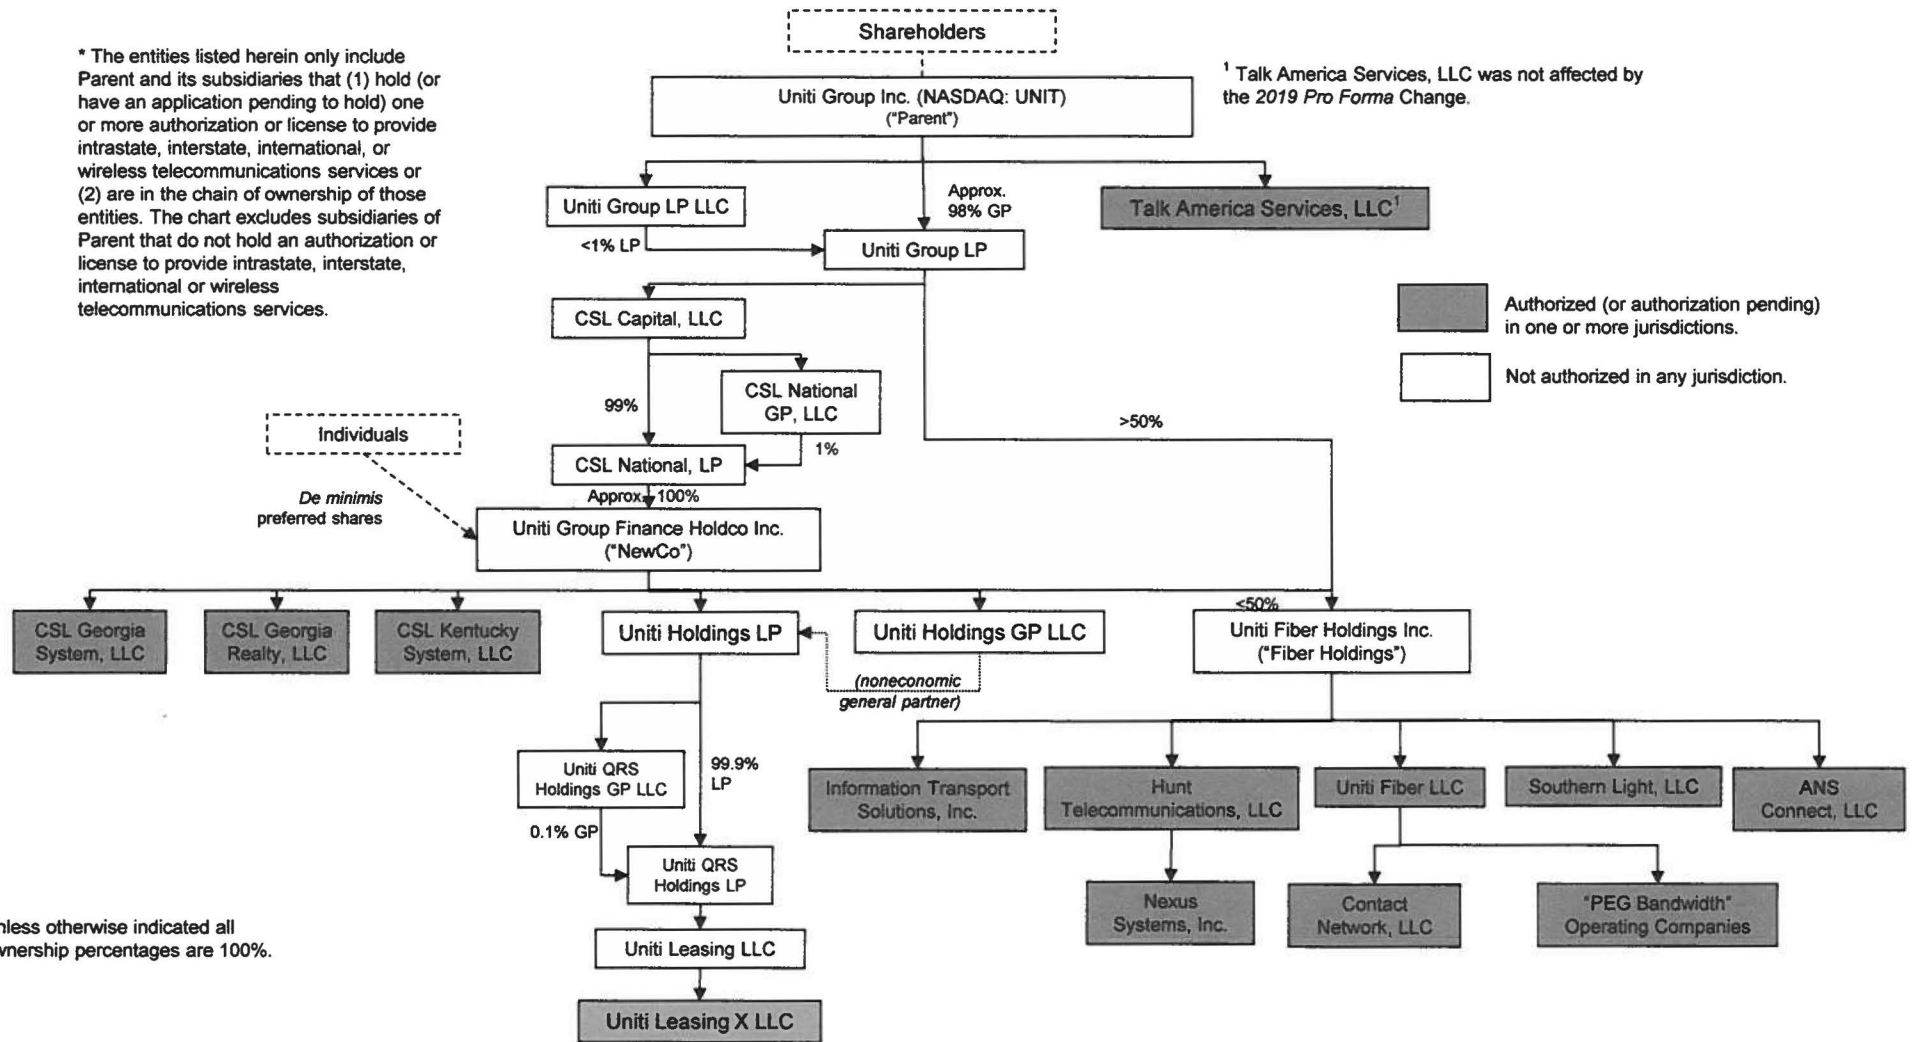 Shareholders
* The entities listed herein only include
Parent and its subsidiaries that (1) hold (or
have an application pending to hold) one
or more authorization or license to provide
intrastate, interstate, international, or
wireless telecommunications services or
(2) are in the chain of ownership of those
entities. The chart excludes subsidiaries of
Parent that do not hold an authorization or
license to provide intrastate, interstate,
international or wireless
telecommunications services.
¹ Talk America Services, LLC was not affected by
the 2019 Pro Forma Change.
Uniti Group Inc. (NASDAQ: UNIT)
("Parent")
Uniti Group LP LLC
Approx.
98% GP
Talk America Services, LLC¹
<1% LP
Uniti Group LP
CSL Capital, LLC
Authorized (or authorization pending)
in one or more jurisdictions.
Not authorized in any jurisdiction.
CSL National
GP, LLC
99%
>50%
Individuals
1%
CSL National, LP
De minimis
preferred shares
Approx. 100%
Uniti Group Finance Holdco Inc.
("NewCo")
<50%
CSL Georgia
System, LLC
CSL Georgia
Realty, LLC
CSL Kentucky
System, LLC
Uniti Holdings LP
Uniti Holdings GP LLC
Uniti Fiber Holdings Inc.
("Fiber Holdings")
(noneconomic
general partner)
Uniti QRS
Holdings GP LLC
99.9%
LP
Information Transport
Solutions, Inc.
Hunt
Telecommunications, LLC
Uniti Fiber LLC
Southern Light, LLC
ANS
Connect, LLC
0.1% GP
Uniti QRS
Holdings LP
Nexus
Systems, Inc.
Contact
Network, LLC
"PEG Bandwidth"
Operating Companies
nless otherwise indicated all
wnership percentages are 100%.
Uniti Leasing LLC
Uniti Leasing X LLC